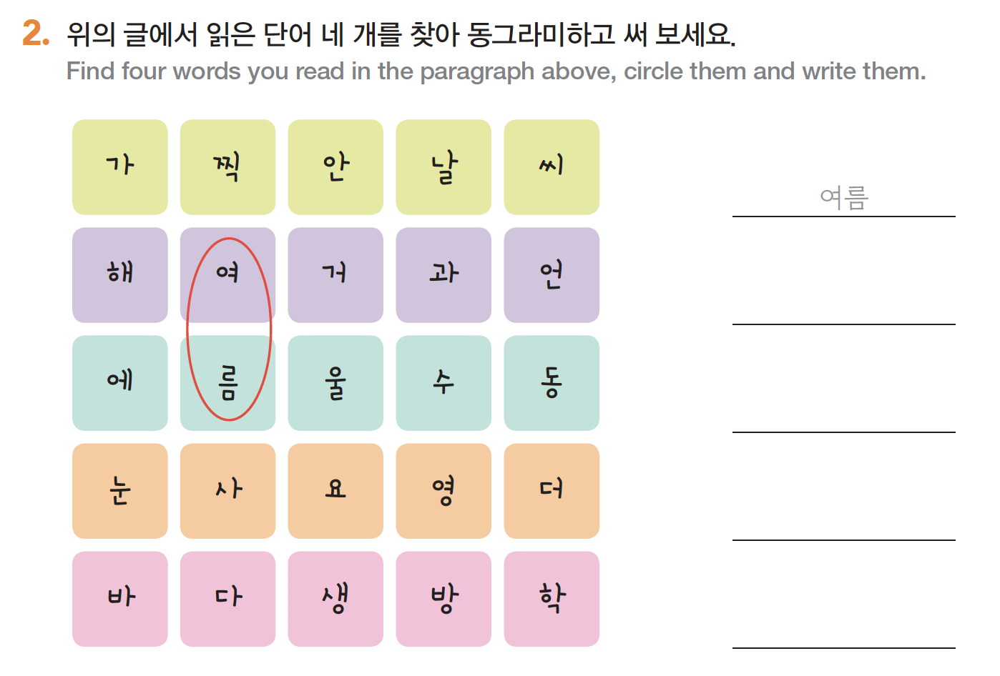 2. 위의 글에서 읽은 단어 네 개를 찾아 동그라미하고 써 보세요.
Find four words you read in the paragraph above, circle them and write them.
가 찍 안 날 씨
여름
해 여 거 과 언
에 름 울 수 동
눈 사 요 영 더
바 다 생 방 학